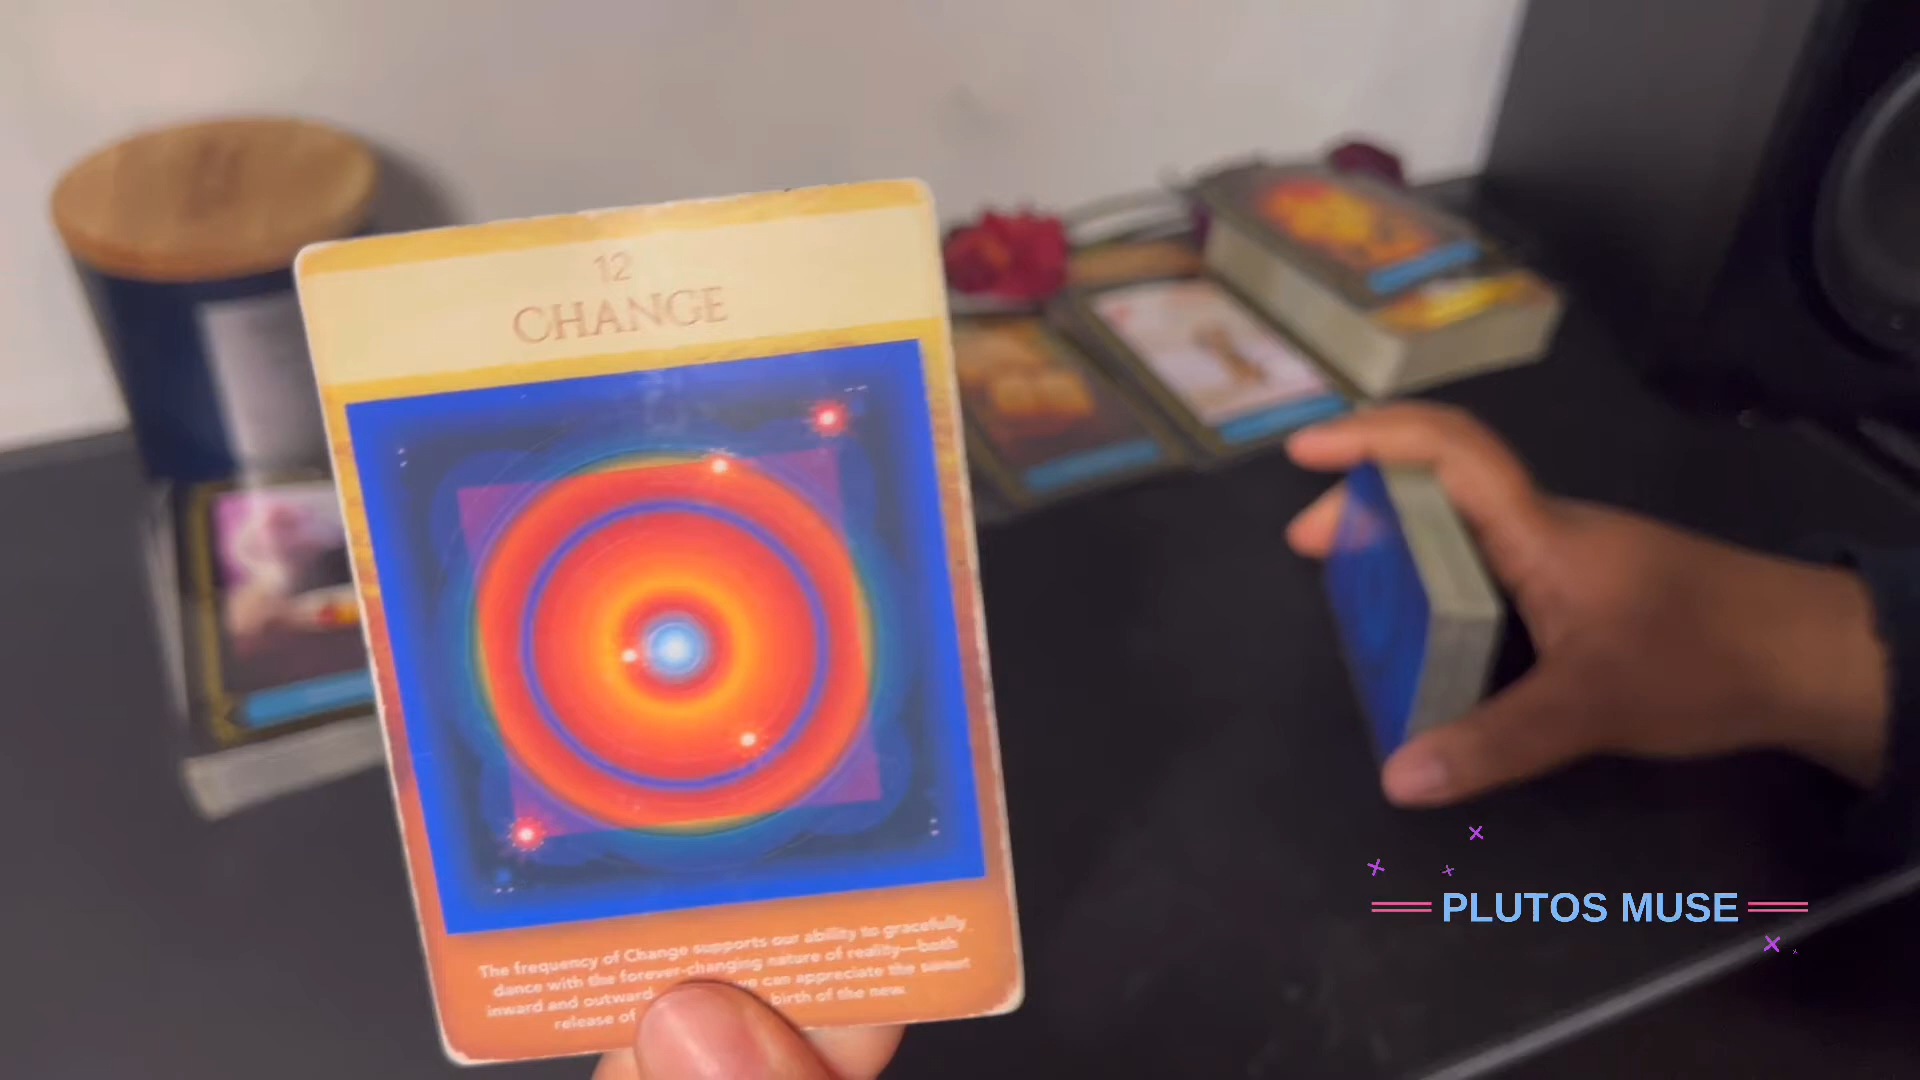 12
CHANGE
The frequency of Change supports our ability to gracefully
dance with the forever-changing nature of reality—both
inward and outward we can appreciate the sweet
release of birth of the new.
PLUTOS MUSE